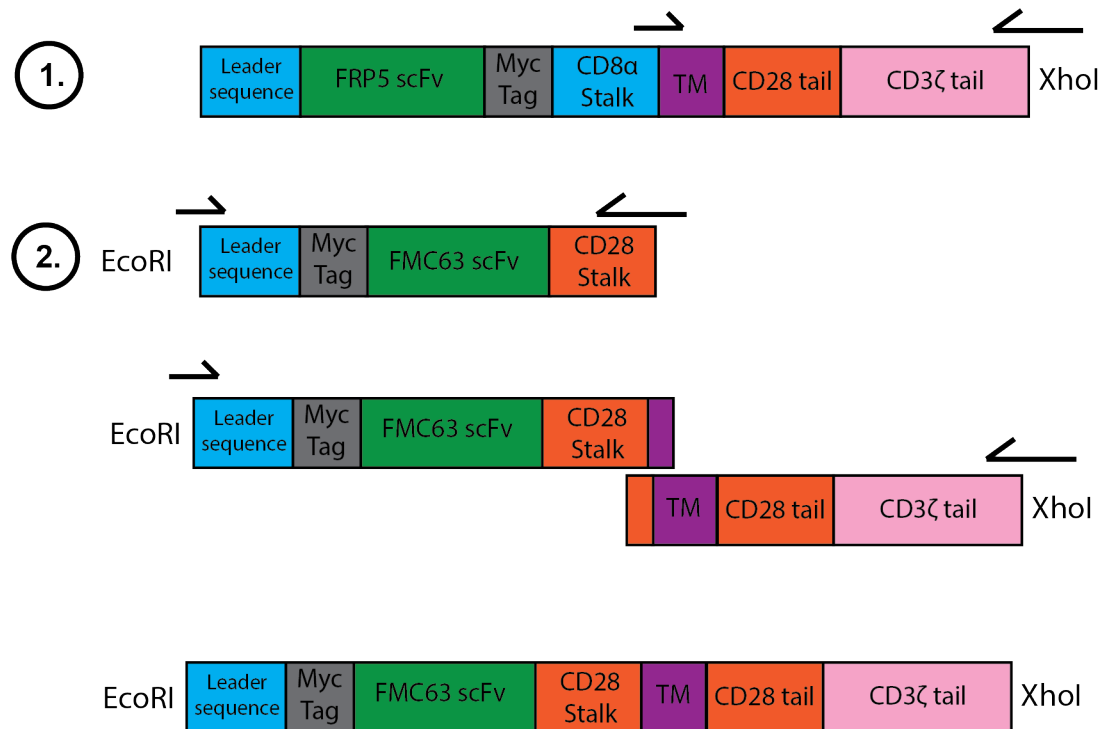 1.
Leader
sequence
FRP5 scFv
Myc
Tag
CD8α
Stalk
TM
CD28 tail
CD3ζ tail
XhoI
2.
EcoRI
Leader
sequence
Myc
Tag
FMC63 scFv
CD28
Stalk
EcoRI
Leader
sequence
Myc
Tag
FMC63 scFv
CD28
Stalk
TM
CD28 tail
CD3ζ tail
XhoI
EcoRI
Leader
sequence
Myc
Tag
FMC63 scFv
CD28
Stalk
TM
CD28 tail
CD3ζ tail
XhoI